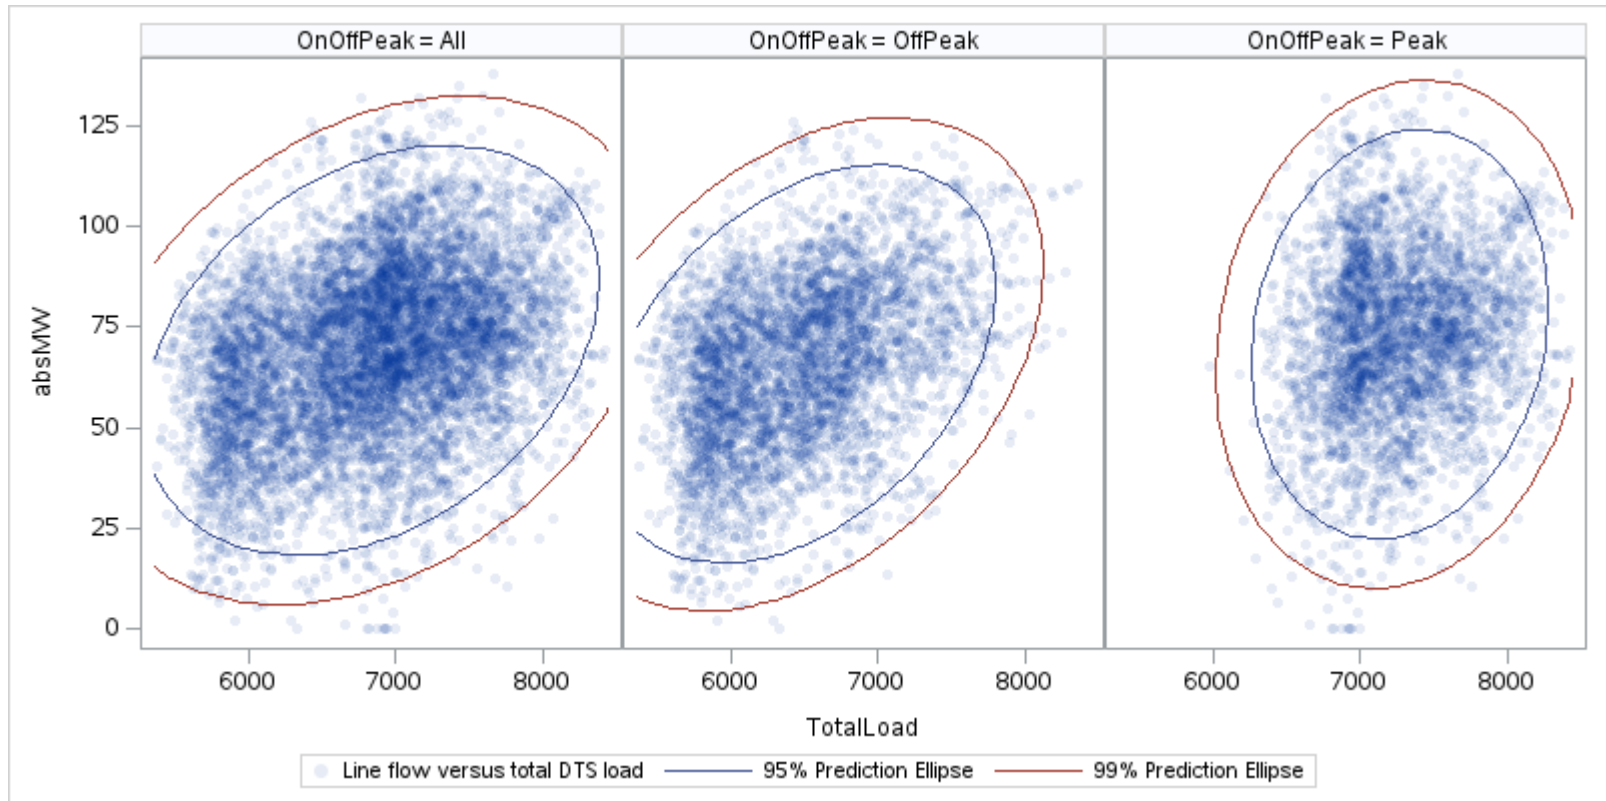 OnOffPeak = All
OnOffPeak = OffPeak
OnOffPeak = Peak
absMW
125
100
75
50
25
0
6000 7000 8000
6000 7000 8000
6000 7000 8000
TotalLoad
Line flow versus total DTS load
95% Prediction Ellipse
99% Prediction Ellipse